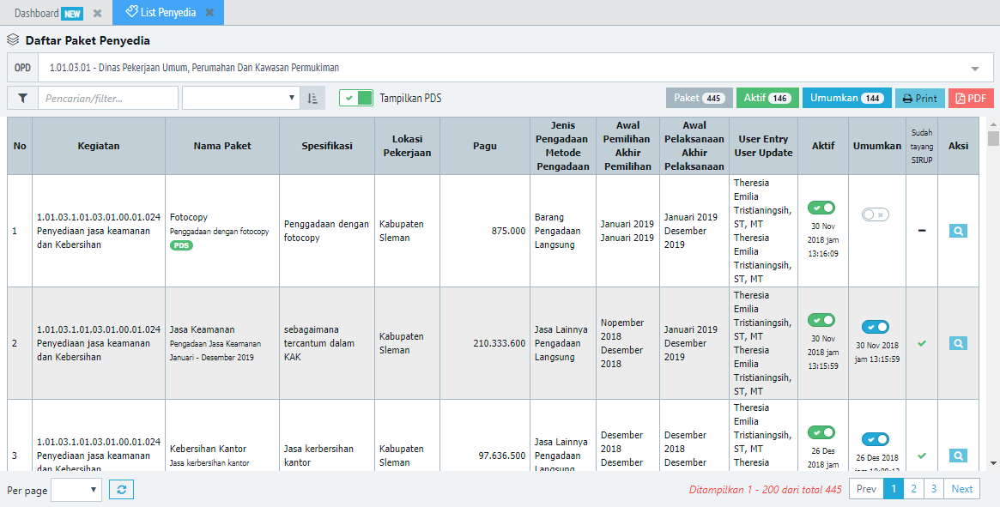 Dashboard NEW
List Penyedia
Daftar Paket Penyedia
OPD 1.01.03.01 - Dinas Pekerjaan Umum, Perumahan Dan Kawasan Permukiman
Pencarian/filter...
Tampilkan PDS
Paket 445
Aktif 146
Umumkan 144
Print
PDF
No
Kegiatan
Nama Paket
Spesifikasi
Lokasi
Pekerjaan
Pagu
Jenis
Pengadaan
Metode
Pengadaan
Awal
Pemilihan
Akhir
Pemilihan
Awal
Pelaksanaan
Akhir
Pelaksanaan
User Entry
User Update
Aktif
Umumkan
Sudah
tayang
SIRUP
Aksi
1
1.01.03.1.01.03.01.00.01.024
Penyediaan jasa keamanan
dan Kebersihan
Fotocopy
Penggadaan dengan fotocopy
PDS
Penggadaan dengan
fotocopy
Kabupaten
Sleman
875.000
Barang
Pengadaan
Langsung
Januari 2019
Januari 2019
Januari 2019
Desember
2019
Theresia
Emilia
Tristianingsih,
ST, MT
Theresia
Emilia
Tristianingsih,
ST, MT
30 Nov
2018 jam
13:16:09
2
1.01.03.1.01.03.01.00.01.024
Penyediaan jasa keamanan
dan Kebersihan
Jasa Keamanan
Pengadaan Jasa Keamanan
Januari - Desember 2019
sebagaimana
tercantum dalam
KAK
Kabupaten
Sleman
210.333.600
Jasa Lainnya
Pengadaan
Langsung
Nopember
2018
Desember
2018
Januari 2019
Desember
2019
Theresia
Emilia
Tristianingsih,
ST, MT
Theresia
Emilia
Tristianingsih,
ST, MT
30 Nov
2018 jam
13:15:59
30 Nov 2018
jam 13:15:59
3
1.01.03.1.01.03.01.00.01.024
Penyediaan jasa keamanan
dan Kebersihan
Kebersihan Kantor
Jasa kerbersihan kantor
Jasa kerbersihan
kantor
Kabupaten
Sleman
97.636.500
Jasa Lainnya
Pengadaan
Langsung
Desember
2018
Desember
Desember
2018
Desember
Theresia
Emilia
Tristianingsih,
ST, MT
Theresia
26 Des
2018 jam
26 Des 2018
Per page
Ditampilkan 1 - 200 dari total 445
Prev 1 2 3 Next